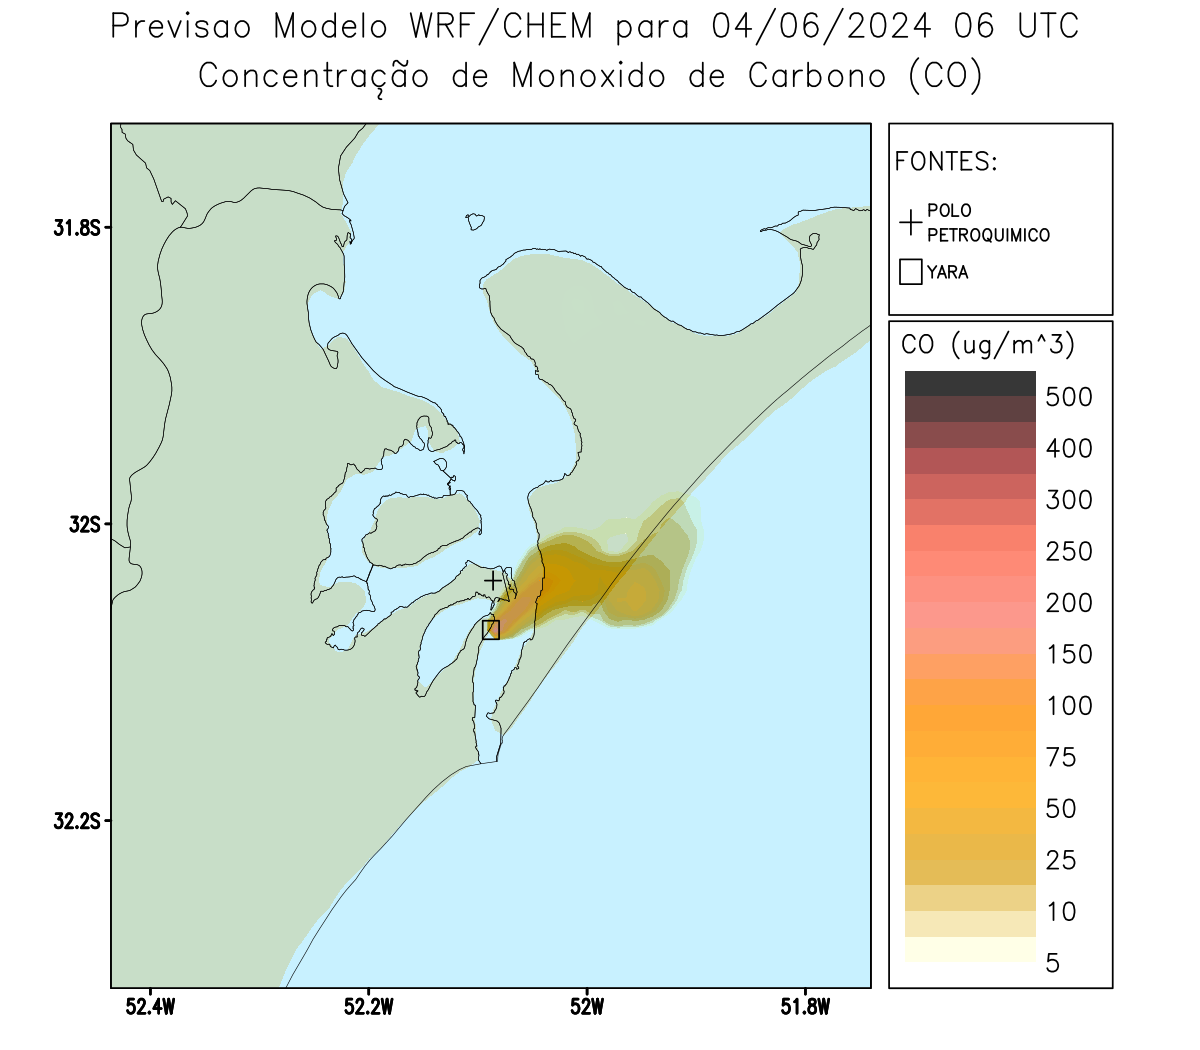 Previsao Modelo WRF/CHEM para 04/06/2024 06 UTC
Concentração de Monoxido de Carbono (CO)
FONTES:
POLO
PETROQUIMICO
YARA
CO (ug/m^3)
500
400
300
250
200
150
100
75
50
25
10
5
31.8S
32S
32.2S
52.4W
52.2W
52W
51.8W